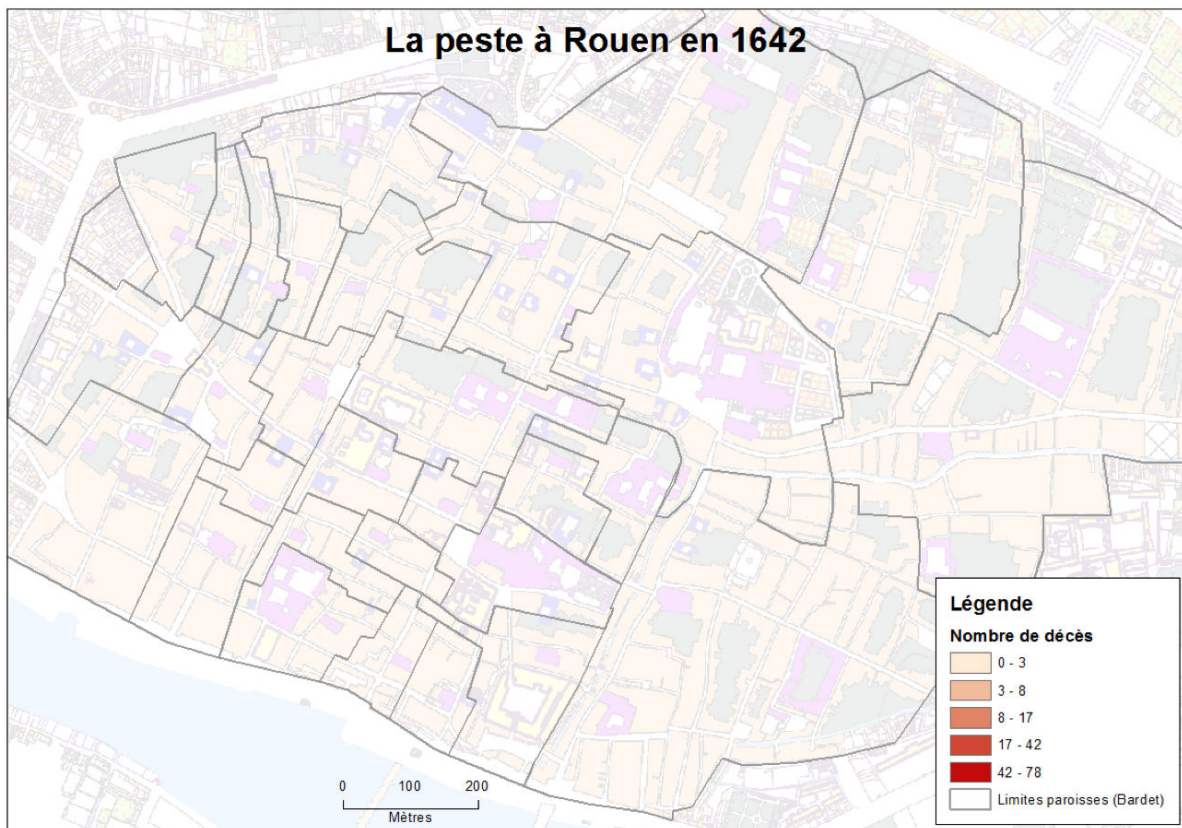 La peste à Rouen en 1642
Légende
Nombre de décès
0 - 3
3 - 8
8 - 17
17 - 42
42 - 78
Limites paroisses (Bardet)
0 100 200
Mètres